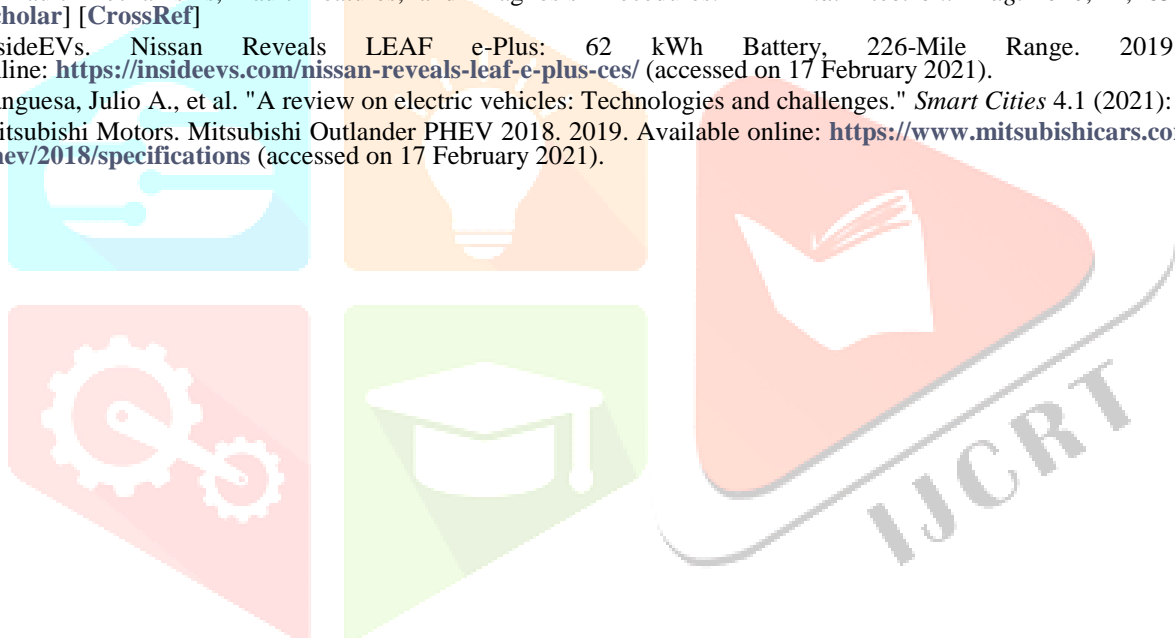 cholar] [CrossRef]
sideEVs. Nissan Reveals LEAF e-Plus: 62 kWh Battery, 226-Mile Range. 2019
line: https://insideevs.com/nissan-reveals-leaf-e-plus-ces/ (accessed on 17 February 2021).
anguesa, Julio A., et al. "A review on electric vehicles: Technologies and challenges." Smart Cities 4.1 (2021):
itsubishi Motors. Mitsubishi Outlander PHEV 2018. 2019. Available online: https://www.mitsubishicars.co
ev/2018/specifications (accessed on 17 February 2021).
IJCRT